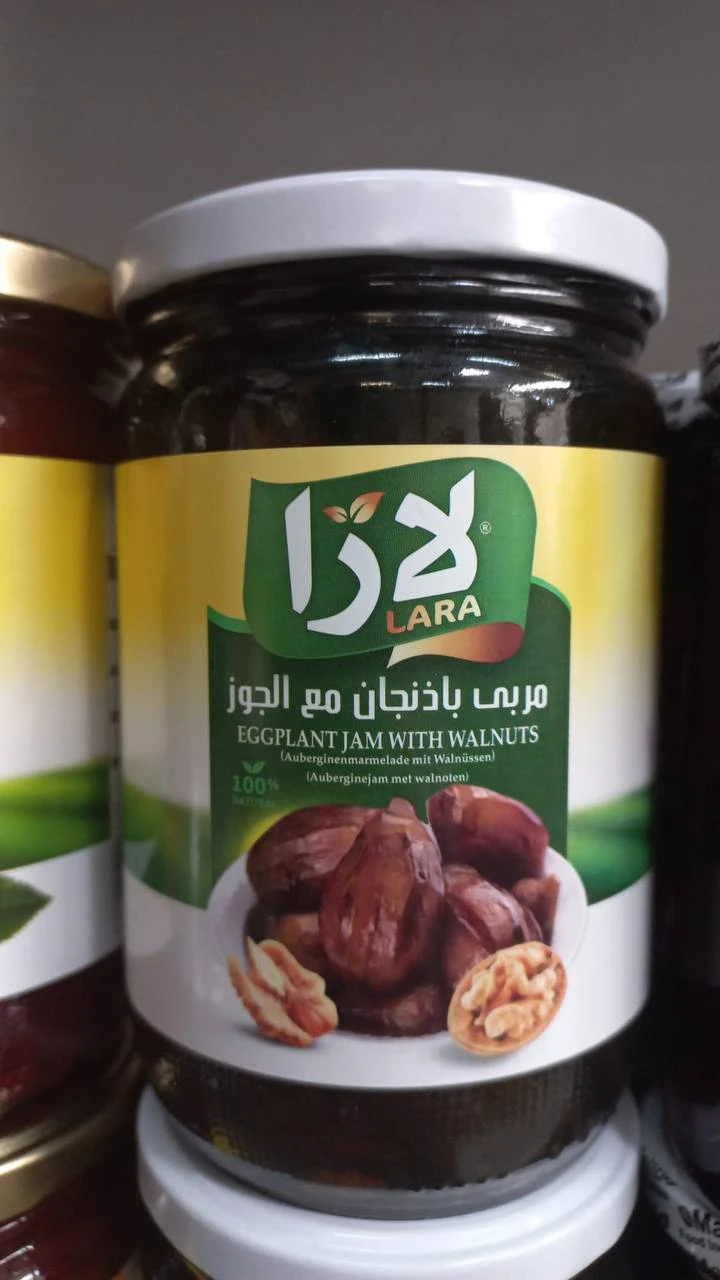 لارا
®
LARA
مربى باذنجان مع الجوز
EGGPLANT JAM WITH WALNUTS
(Auberginenmarmelade mit Walnüssen)
(Auberginejam met walnoten)
100%
NATURAL